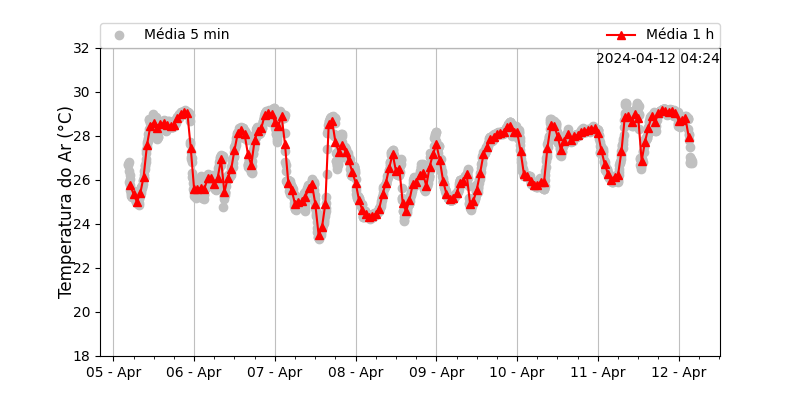 Média 5 min
Média 1 h
2024-04-12 04:24
Temperatura do Ar (°C)
32
30
28
26
24
22
20
18
05 - Apr
06 - Apr
07 - Apr
08 - Apr
09 - Apr
10 - Apr
11 - Apr
12 - Apr